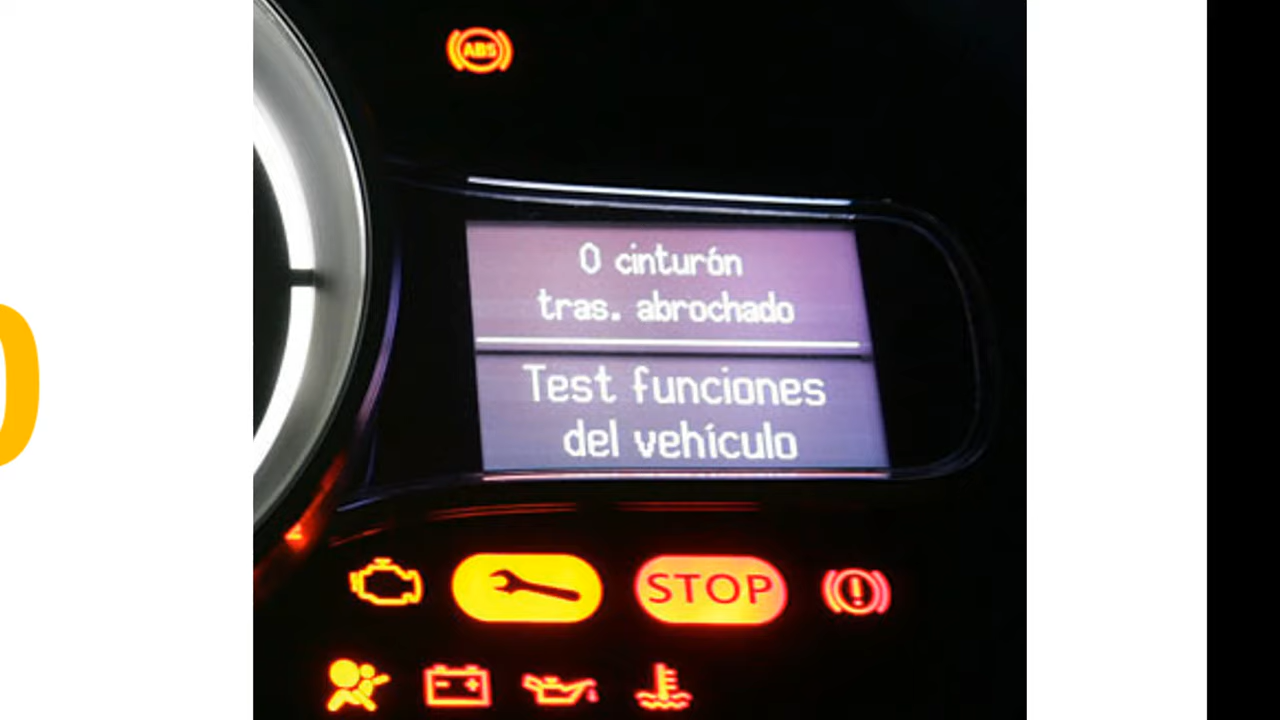 ABS
0 cinturón
tras. abrochado
Test funciones
del vehículo
STOP